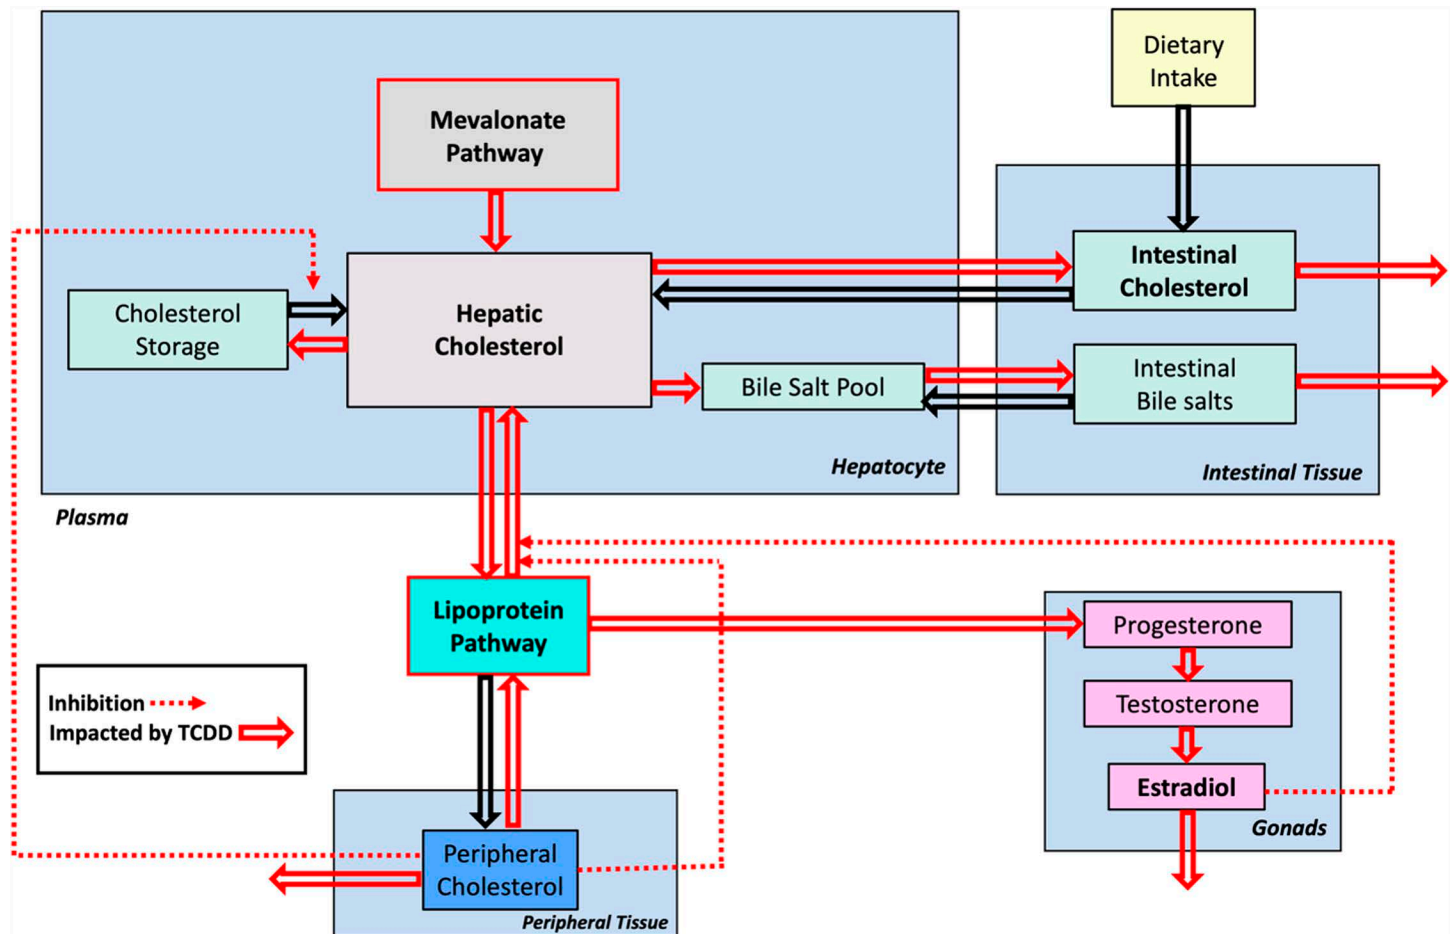 Dietary
Intake
Mevalonate
Pathway
Intestinal
Cholesterol
Cholesterol
Storage
Hepatic
Cholesterol
Bile Salt Pool
Intestinal
Bile salts
Hepatocyte
Intestinal Tissue
Plasma
Lipoprotein
Pathway
Progesterone
Testosterone
Estradiol
Gonads
Inhibition
Impacted by TCDD
Peripheral
Cholesterol
Peripheral Tissue